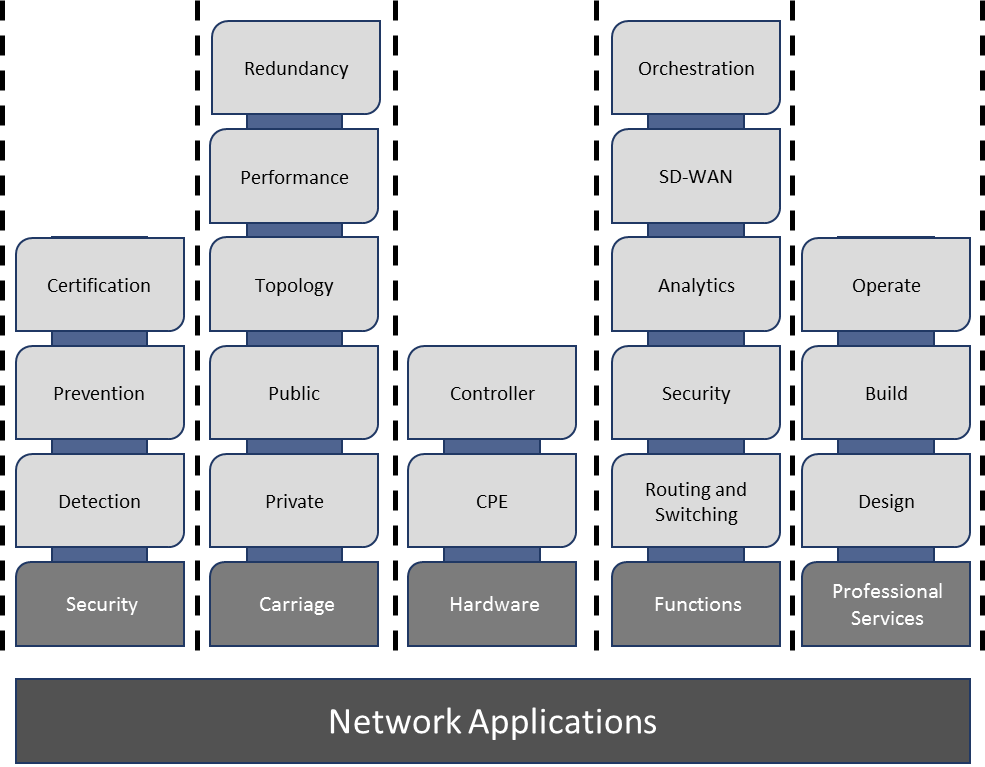 Redundancy
Orchestration
Performance
SD-WAN
Certification
Topology
Analytics
Operate
Prevention
Public
Controller
Security
Build
Detection
Private
CPE
Routing and
Switching
Design
Security
Carriage
Hardware
Functions
Professional
Services
Network Applications